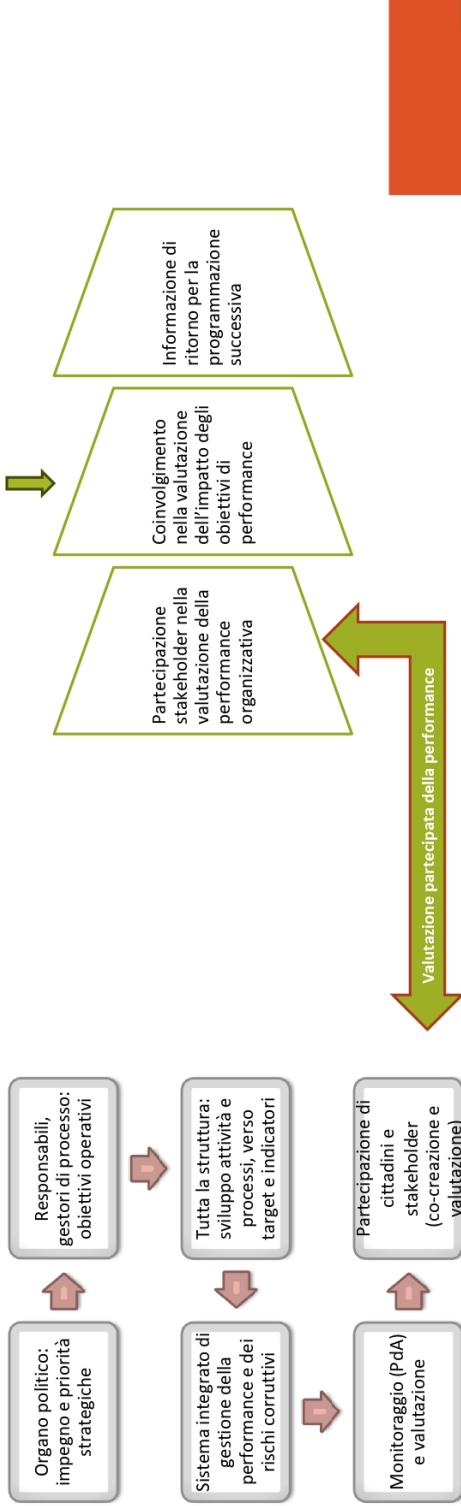 Organo politico:
impegno e priorità
strategiche
Responsabili,
gestori di processo:
obiettivi operativi
Tutta la struttura:
sviluppo attività e
processi, verso
target e indicatori
Sistema integrato di
gestione della
performance e dei
rischi corruttivi
Monitoraggio (PdA)
e valutazione
Partecipazione di
cittadini e
stakeholder
(co-creazione e
valutazione)
Valutazione partecipata della performance
Partecipazione
stakeholder nella
valutazione della
performance
organizzativa
Coinvolgimento
nella valutazione
dell'impatto degli
obiettivi di
performance
Informazione di
ritorno per la
programmazione
successiva